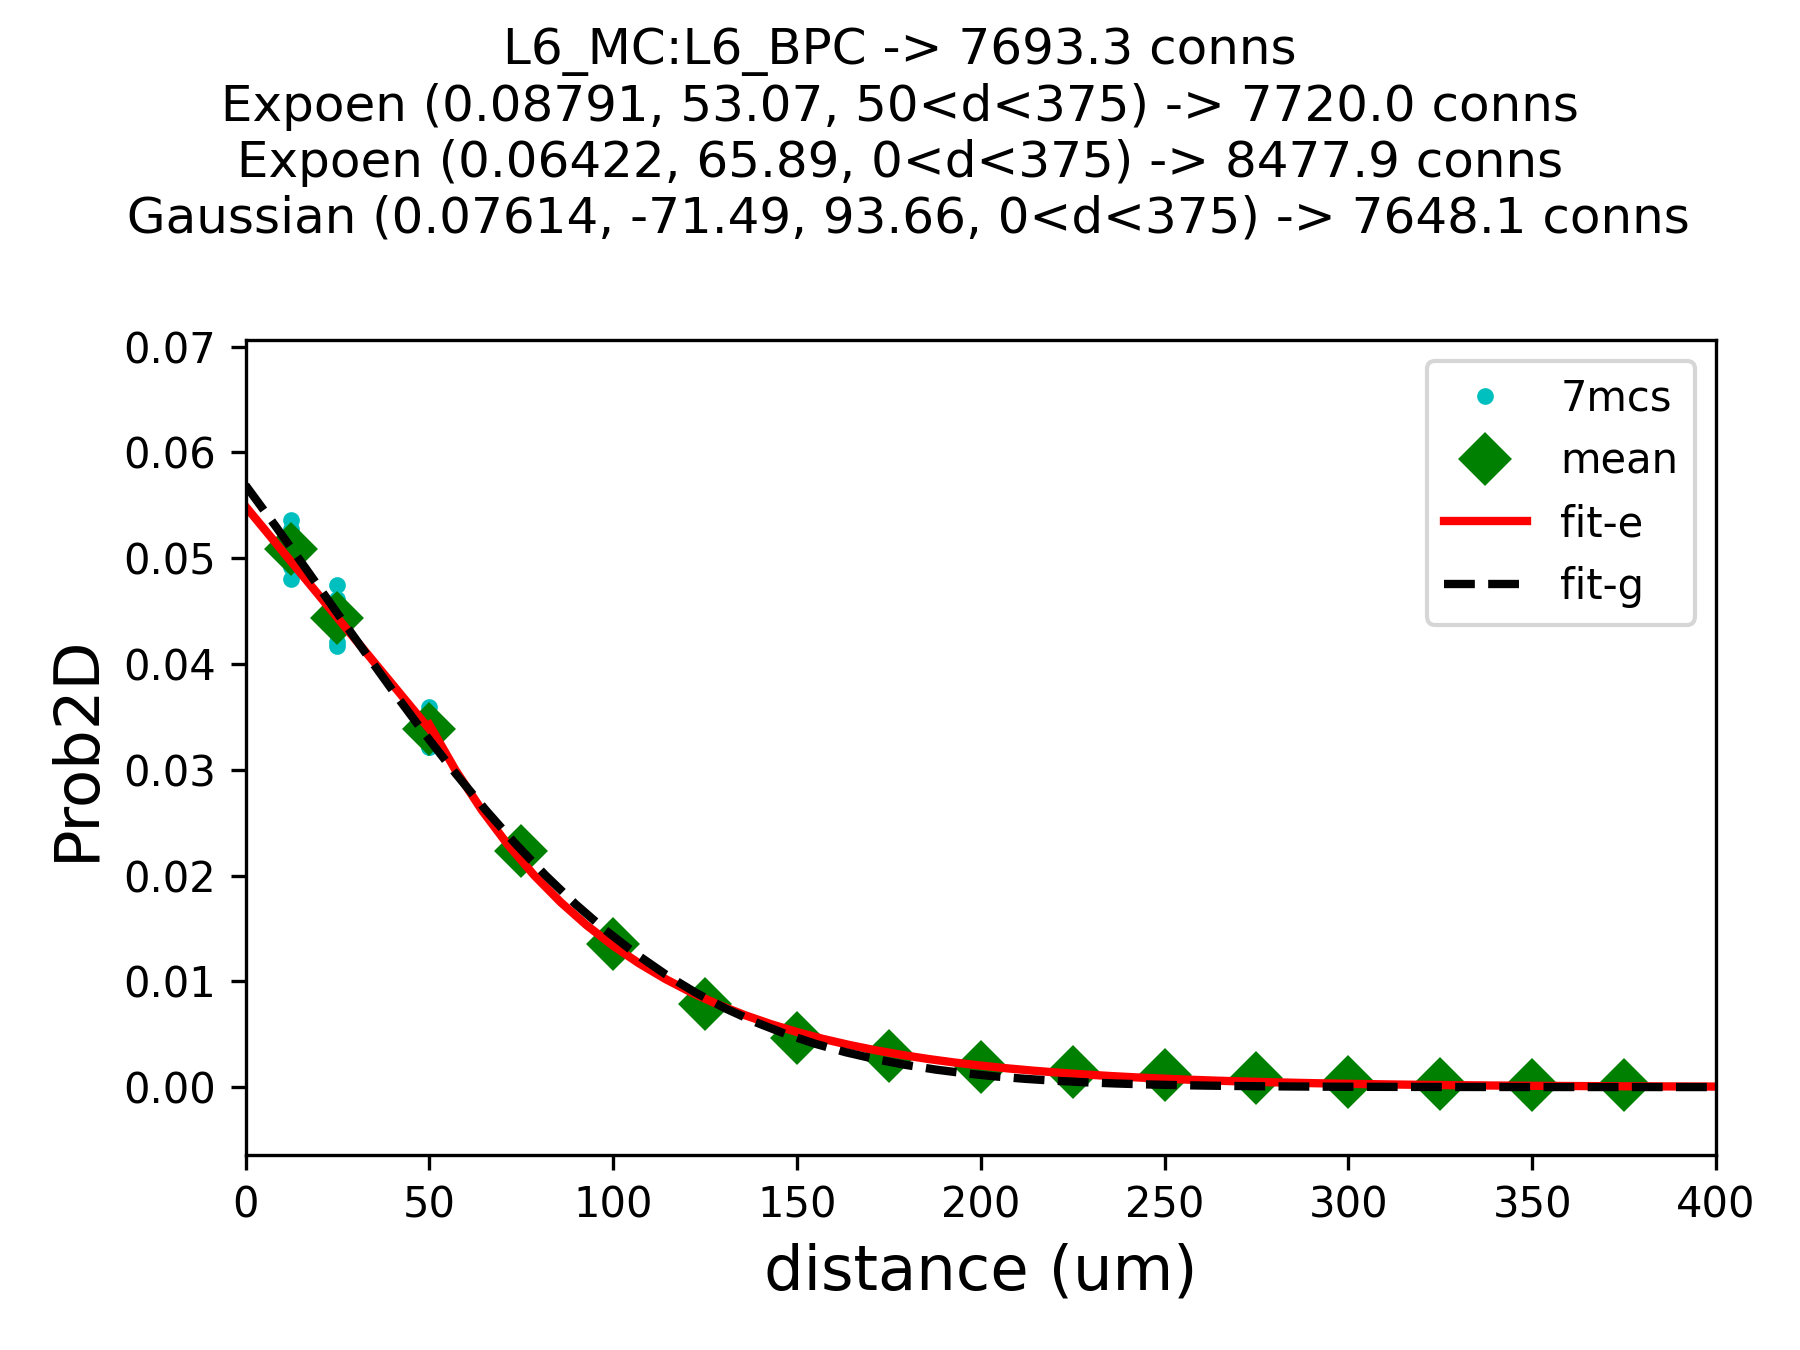 L6_MC:L6_BPC -> 7693.3 conns
Expoen (0.08791, 53.07, 50<d<375) -> 7720.0 conns
Expoen (0.06422, 65.89, 0<d<375) -> 8477.9 conns
Gaussian (0.07614, -71.49, 93.66, 0<d<375) -> 7648.1 conns
0.07
0.06
0.05
0.04
0.03
0.02
0.01
0.00
Prob2D
7mcs
mean
fit-e
fit-g
0 50 100 150 200 250 300 350 400
distance (um)